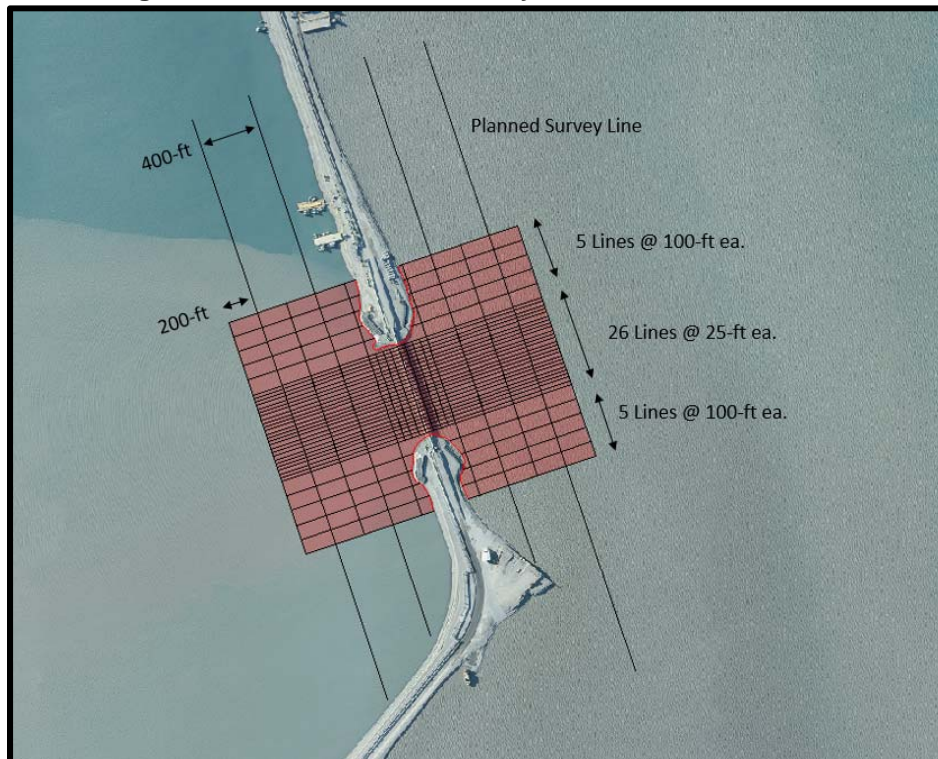 Planned Survey Line
400-ft
5 Lines @ 100-ft ea.
200-ft
26 Lines @ 25-ft ea.
5 Lines @ 100-ft ea.